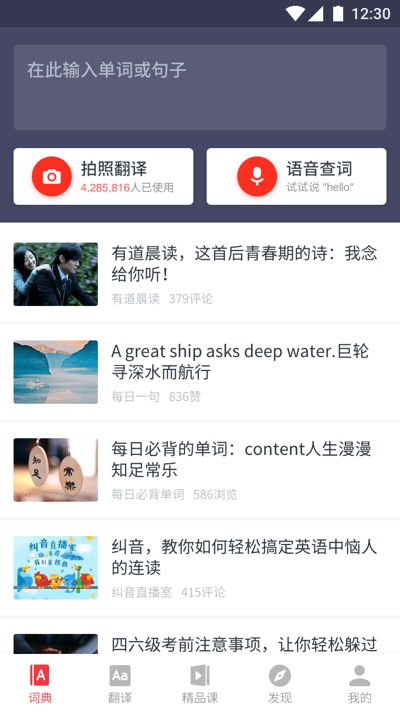 12:30
在此输入单词或句子
拍照翻译
4,285,816人已使用
语音查词
试试说 "hello"
有道晨读，这首后青春期的诗：我念
给你听！
有道晨读 379评论
A great ship asks deep water.巨轮
寻深水而航行
每日一句 836赞
知足
常樂
每日必背的单词：content人生漫漫
知足常乐
每日必背单词 586浏览
纠音直播室
纠音，教你如何轻松搞定英语中恼人
的连读
纠音直播室 415评论
四六级考前注意事项，让你轻松躲过
词典
翻译
精品课
发现
我的